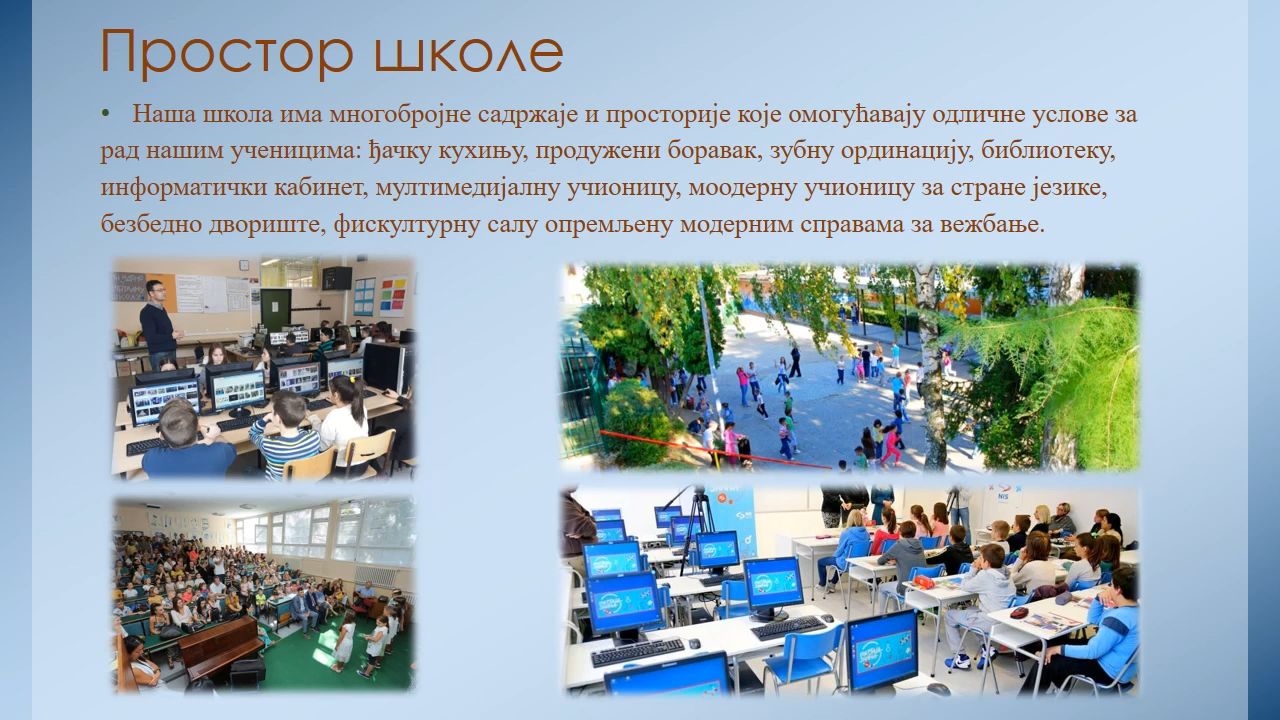 Простор школе
• Наша школа има многобројне садржаје и просторије које омогућавају одличне услове за
рад нашим ученицима: ђачку кухињу, продужени боравак, зубну ординацију, библиотеку,
информатички кабинет, мултимедијалну учионицу, моодерну учионицу за стране језике,
безбедно двориште, фискултурну салу опремљену модерним справама за вежбање.
NIS